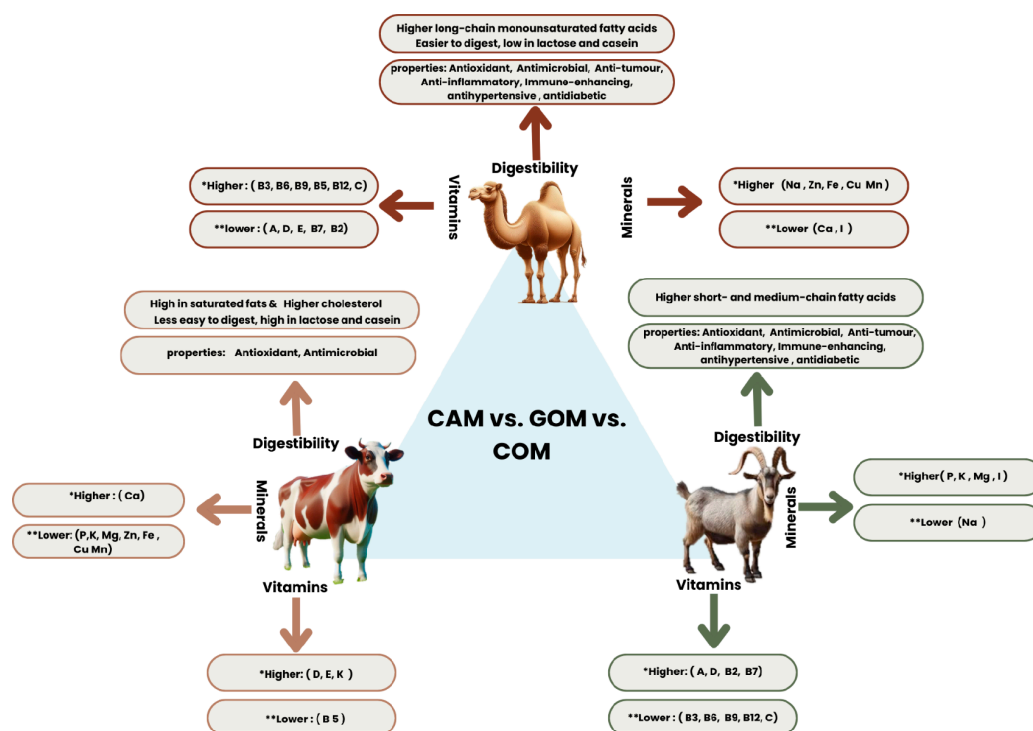 Higher long-chain monounsaturated fatty acids
Easier to digest, low in lactose and casein
properties: Antioxidant, Antimicrobial, Anti-tumour,
Anti-inflammatory, Immune-enhancing,
antihypertensive , antidiabetic
Digestibility
Vitamins
Minerals
*Higher : ( B3, B6, B9, B5, B12, C)
**lower : ( A, D, E, B7, B2)
*Higher (Na , Zn, Fe , Cu Mn )
**Lower (Ca , I )
High in saturated fats & Higher cholesterol
Less easy to digest, high in lactose and casein
properties: Antioxidant, Antimicrobial
Higher short- and medium-chain fatty acids
properties: Antioxidant, Antimicrobial, Anti-tumour,
Anti-inflammatory, Immune-enhancing,
antihypertensive , antidiabetic
CAM vs. GOM vs.
COM
Digestibility
Minerals
Vitamins
*Higher : ( Ca)
**Lower: (P,K, Mg, Zn, Fe ,
Cu Mn)
*Higher: ( D, E, K )
**Lower : ( B 5 )
Digestibility
Minerals
Vitamins
*Higher( P, K , Mg , I )
**Lower (Na )
*Higher: ( A, D, B2, B7)
**Lower : ( B3, B6, B9, B12, C)